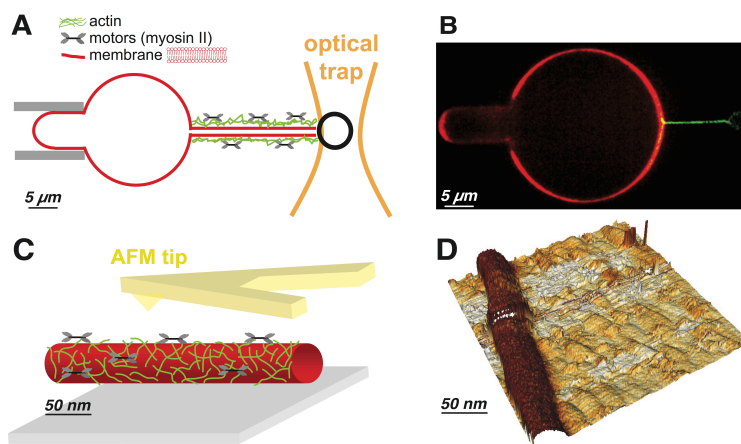 A
actin
motors (myosin II)
membrane
optical
trap
5 µm
B
5 µm
C
AFM tip
50 nm
D
50 nm